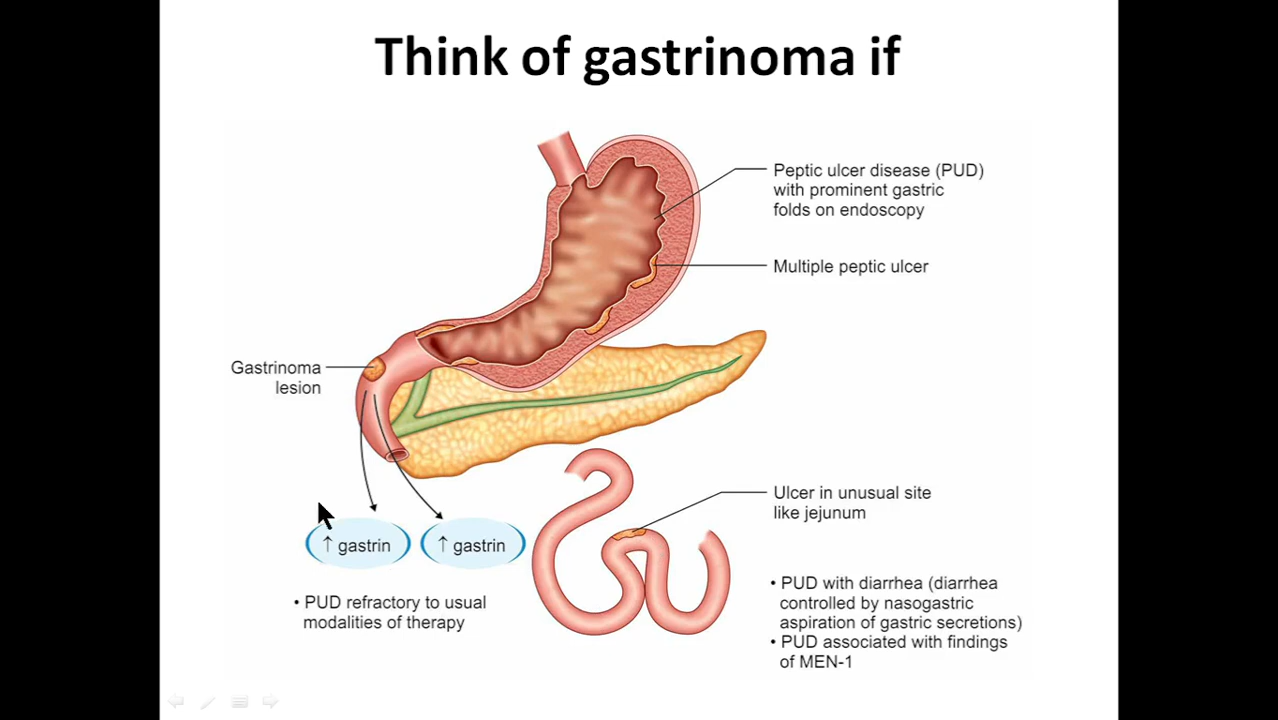 Think of gastrinoma if
Peptic ulcer disease (PUD)
with prominent gastric
folds on endoscopy
Multiple peptic ulcer
Gastrinoma
lesion
Ulcer in unusual site
like jejunum
↑ gastrin
↑ gastrin
• PUD refractory to usual
modalities of therapy
• PUD with diarrhea (diarrhea
controlled by nasogastric
aspiration of gastric secretions)
• PUD associated with findings
of MEN-1